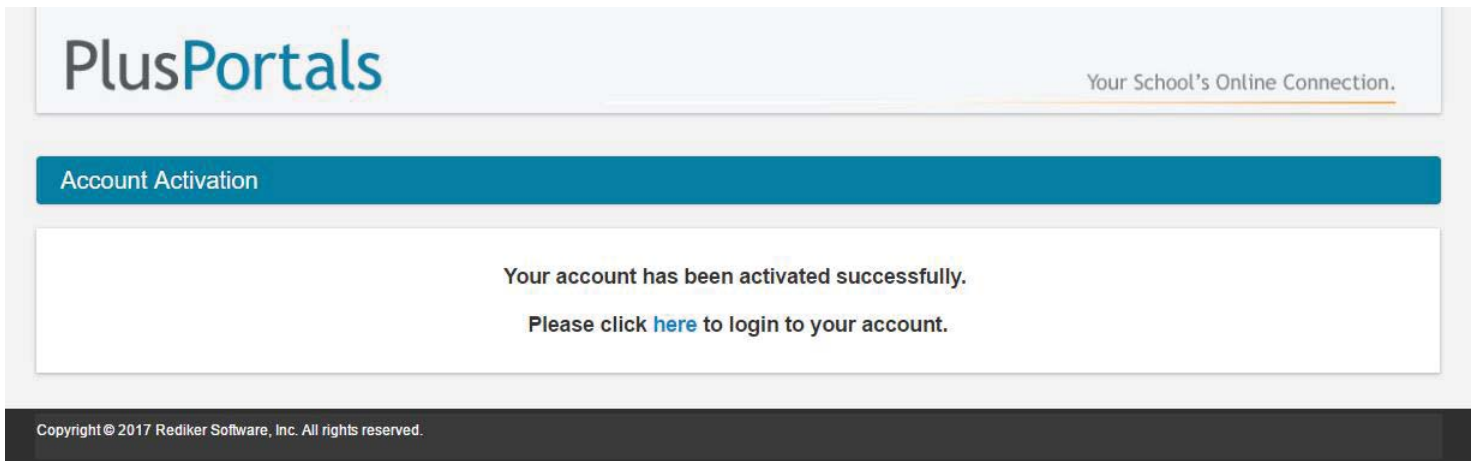 PlusPortals
Your School's Online Connection.
Account Activation
Your account has been activated successfully.
Please click here to login to your account.
Copyright © 2017 Rediker Software, Inc. All rights reserved.